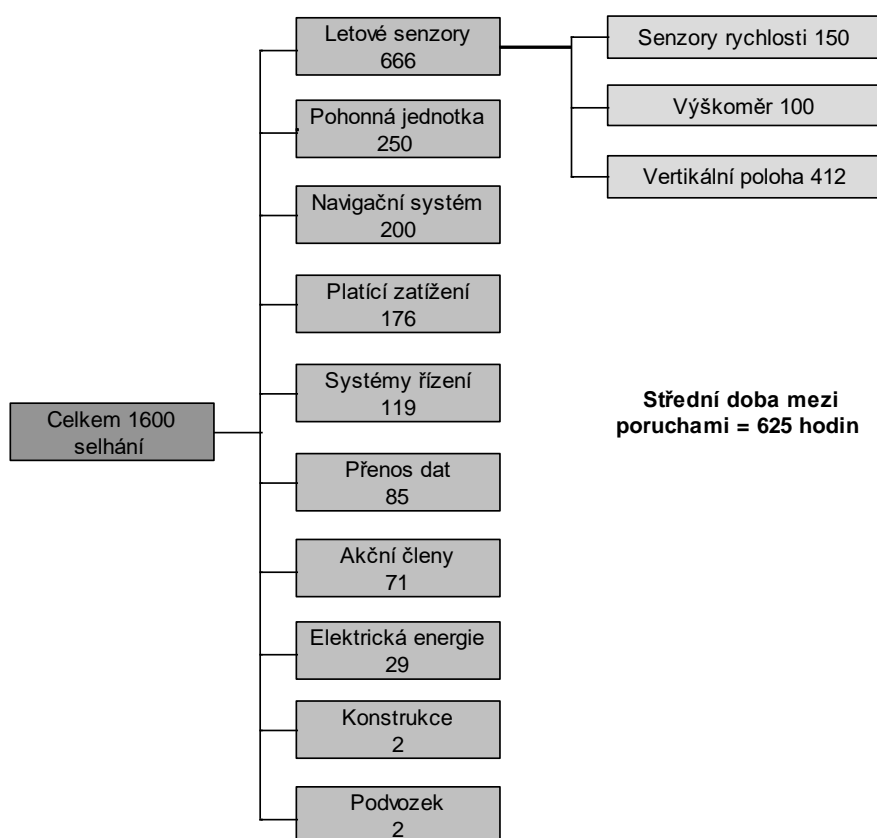 Celkem 1600
selhání
Letové senzory
666
Pohonná jednotka
250
Navigační systém
200
Platící zatížení
176
Systémy řízení
119
Přenos dat
85
Akční členy
71
Elektrická energie
29
Konstrukce
2
Podvozek
2
Senzory rychlosti 150
Výškoměr 100
Vertikální poloha 412
Střední doba mezi
poruchami = 625 hodin